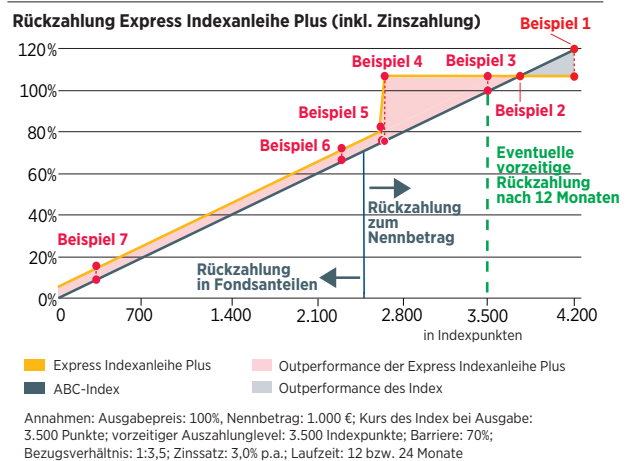 Rückzahlung Express Indexanleihe Plus (inkl. Zinszahlung)
Beispiel 1
120%
100%
80%
60%
40%
20%
0%
Beispiel 4
Beispiel 3
Beispiel 2
Beispiel 5
Beispiel 6
Beispiel 7
Eventuelle
vorzeitige
Rückzahlung
nach 12 Monaten
Rückzahlung
zum
Nennbetrag
Rückzahlung
in Fondsanteilen
0
700
1.400
2.100
2.800
3.500
4.200
in Indexpunkten
Express Indexanleihe Plus
Outperformance der Express Indexanleihe Plus
ABC-Index
Outperformance des Index
Annahmen: Ausgabepreis: 100%, Nennbetrag: 1.000 €; Kurs des Index bei Ausgabe:
3.500 Punkte; vorzeitiger Auszahlunglevel: 3.500 Indexpunkte; Barriere: 70%;
Bezugsverhältnis: 1:3,5; Zinssatz: 3,0% p.a.; Laufzeit: 12 bzw. 24 Monate